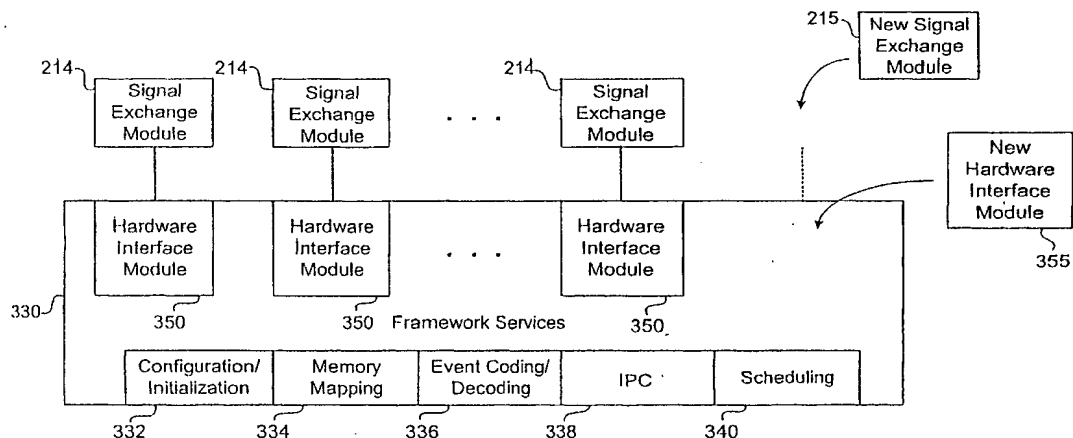 215
New Signal
Exchange
Module
214
Signal
Exchange
Module
214
Signal
Exchange
Module
. . .
214
Signal
Exchange
Module
New
Hardware
Interface
Module
355
Hardware
Interface
Module
350
Hardware
Interface
Module
350
. . .
Hardware
Interface
Module
350
330
Framework Services
Configuration/
Initialization
Memory
Mapping
Event Coding/
Decoding
IPC
Scheduling
332
334
336
338
340